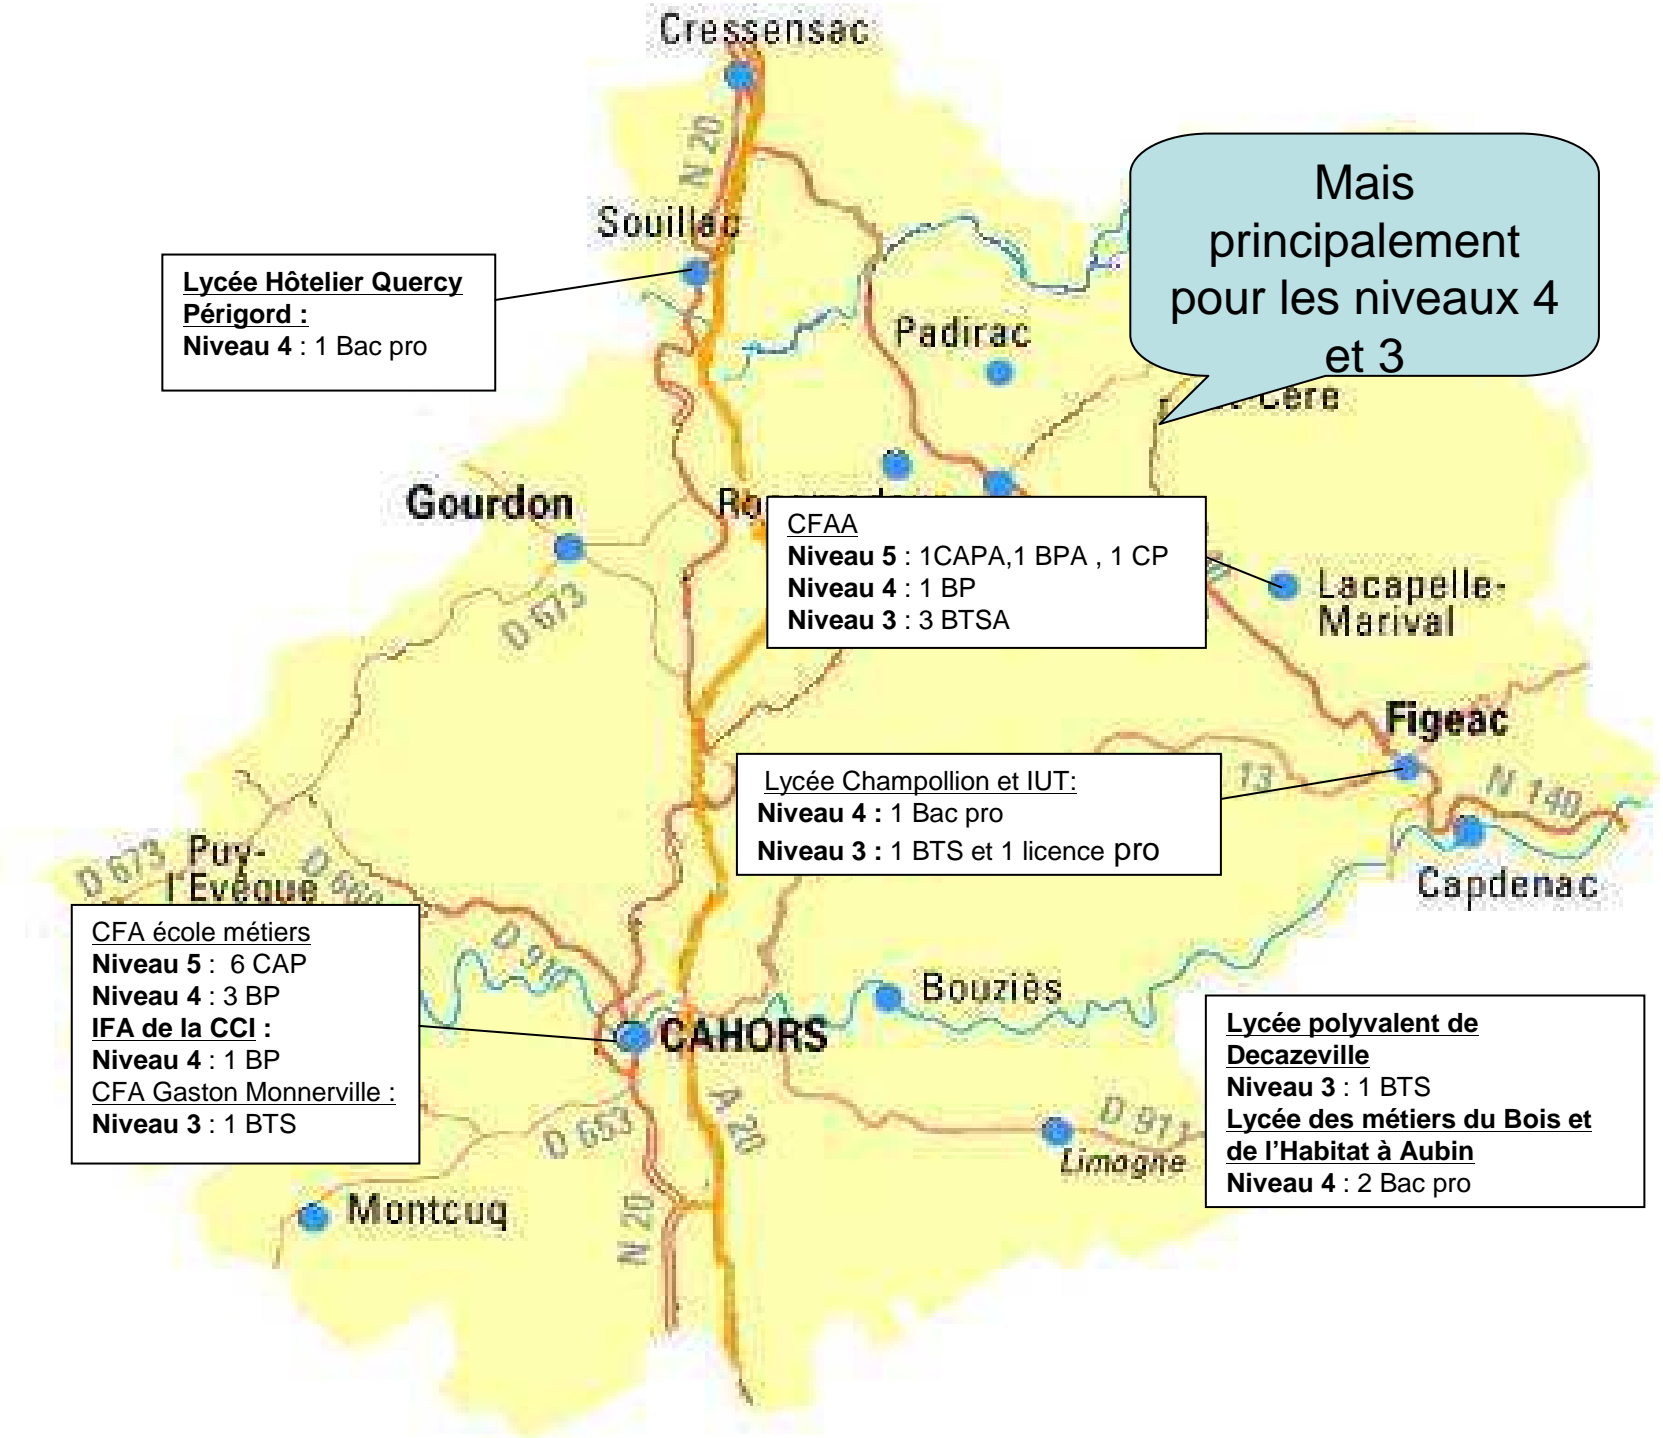 Cressensac
N 20
Mais
principalement
pour les niveaux 4
et 3
Souillac
Lycée Hôtelier Quercy
Périgord :
Niveau 4 : 1 Bac pro
Padirac
Céré
Gourdon
CFAA
Niveau 5 : 1CAPA,1 BPA , 1 CP
Niveau 4 : 1 BP
Niveau 3 : 3 BTSA
D 673
Lacapelle-
Marival
Figeac
Lycée Champollion et IUT:
Niveau 4 : 1 Bac pro
Niveau 3 : 1 BTS et 1 licence pro
13
N 140
Capdenac
D 673
Puy-
l'Evêque
D 660
D 910
CFA école métiers
Niveau 5 : 6 CAP
Niveau 4 : 3 BP
IFA de la CCI :
Niveau 4 : 1 BP
CFA Gaston Monnerville :
Niveau 3 : 1 BTS
Bouziès
CAHORS
Lycée polyvalent de
Decazeville
Niveau 3 : 1 BTS
Lycée des métiers du Bois et
de l’Habitat à Aubin
Niveau 4 : 2 Bac pro
D 653
A 20
D 911
Limogne
Montcuq
N 20